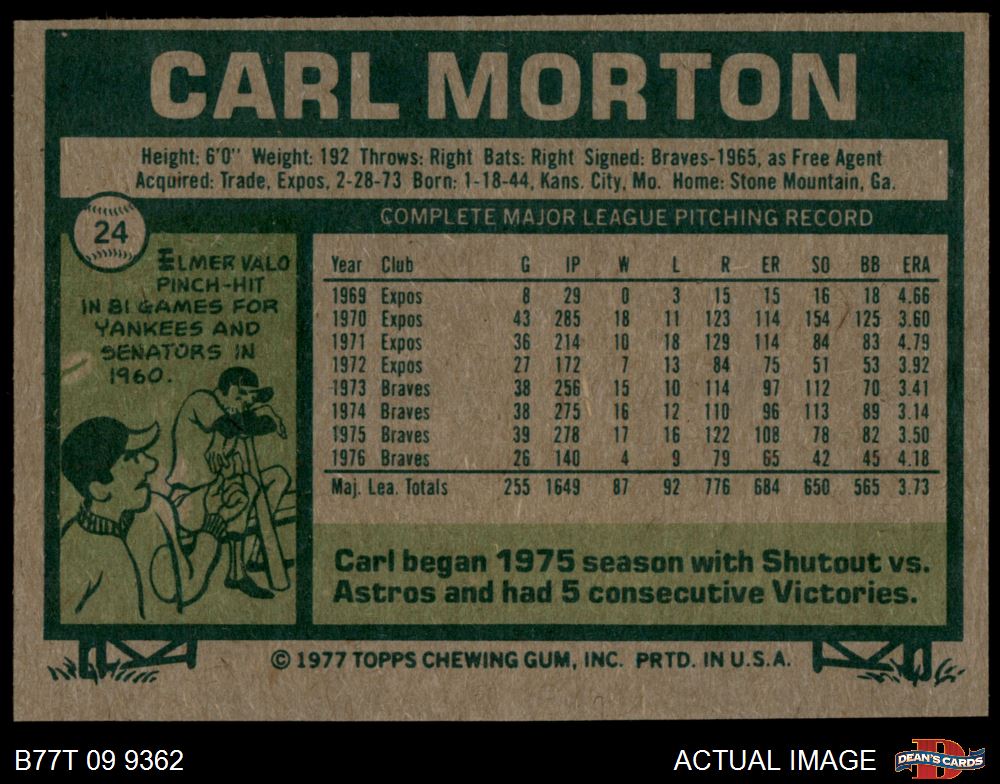 CARL MORTON
Height: 6'0" Weight: 192 Throws: Right Bats: Right Signed: Braves-1965, as Free Agent
Acquired: Trade, Expos, 2-28-73 Born: 1-18-44, Kans. City, Mo. Home: Stone Mountain, Ga.
24
ELMER VALO
PINCH-HIT
IN 81 GAMES FOR
YANKEES AND
SENATORS IN
1960.
COMPLETE MAJOR LEAGUE PITCHING RECORD
Year Club G IP W L R ER SO BB ERA
1969 Expos 8 29 0 3 15 15 16 18 4.66
1970 Expos 43 285 18 11 123 114 154 125 3.60
1971 Expos 36 214 10 18 129 114 84 83 4.79
1972 Expos 27 172 7 13 84 75 51 53 3.92
1973 Braves 38 256 15 10 114 97 112 70 3.41
1974 Braves 38 275 16 12 110 96 113 89 3.14
1975 Braves 39 278 17 16 122 108 78 82 3.50
1976 Braves 26 140 4 9 79 65 42 45 4.18
Maj. Lea. Totals 255 1649 87 92 776 684 650 565 3.73
Carl began 1975 season with Shutout vs.
Astros and had 5 consecutive Victories.
© 1977 TOPPS CHEWING GUM, INC. PRTD. IN U.S.A.
B77T 09 9362
ACTUAL IMAGE
D
DEAN'S CARDS